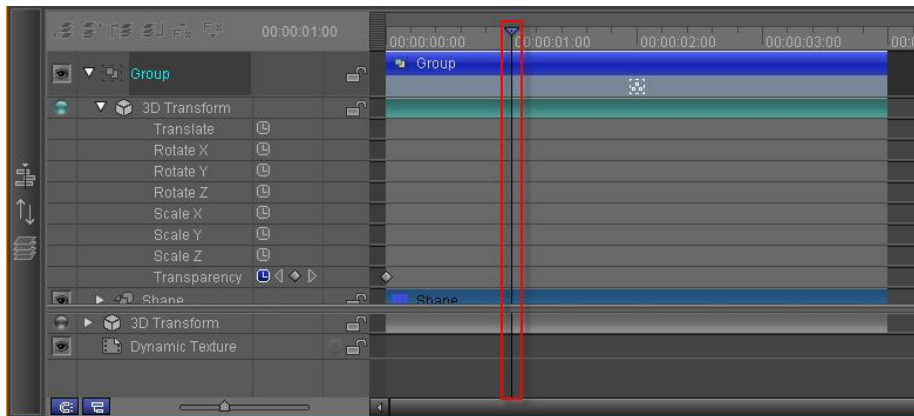 00:00:01:00
00:00:00:00 00:00:01:00 00:00:02:00 00:00:03:00
Group
Group
3D Transform
Translate
Rotate X
Rotate Y
Rotate Z
Scale X
Scale Y
Scale Z
Transparency
Shape
Shape
3D Transform
Dynamic Texture